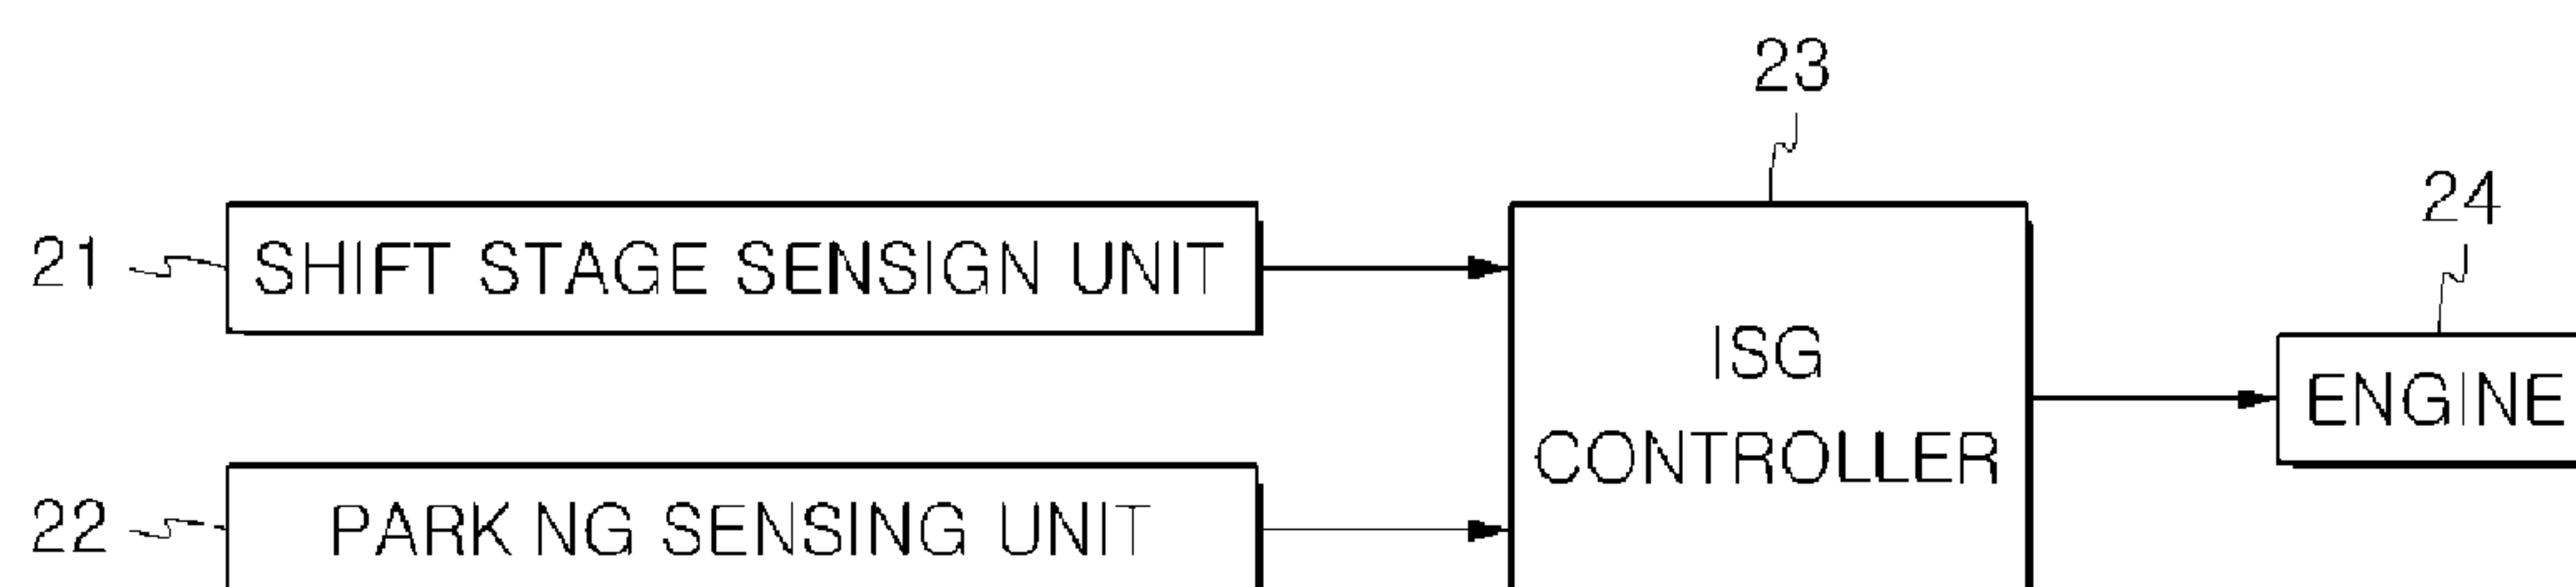 23
24
21 SHIFT STAGE SENSIGN UNIT
ISG
CONTROLLER
ENGINE
22 PARK NG SENSING UNIT